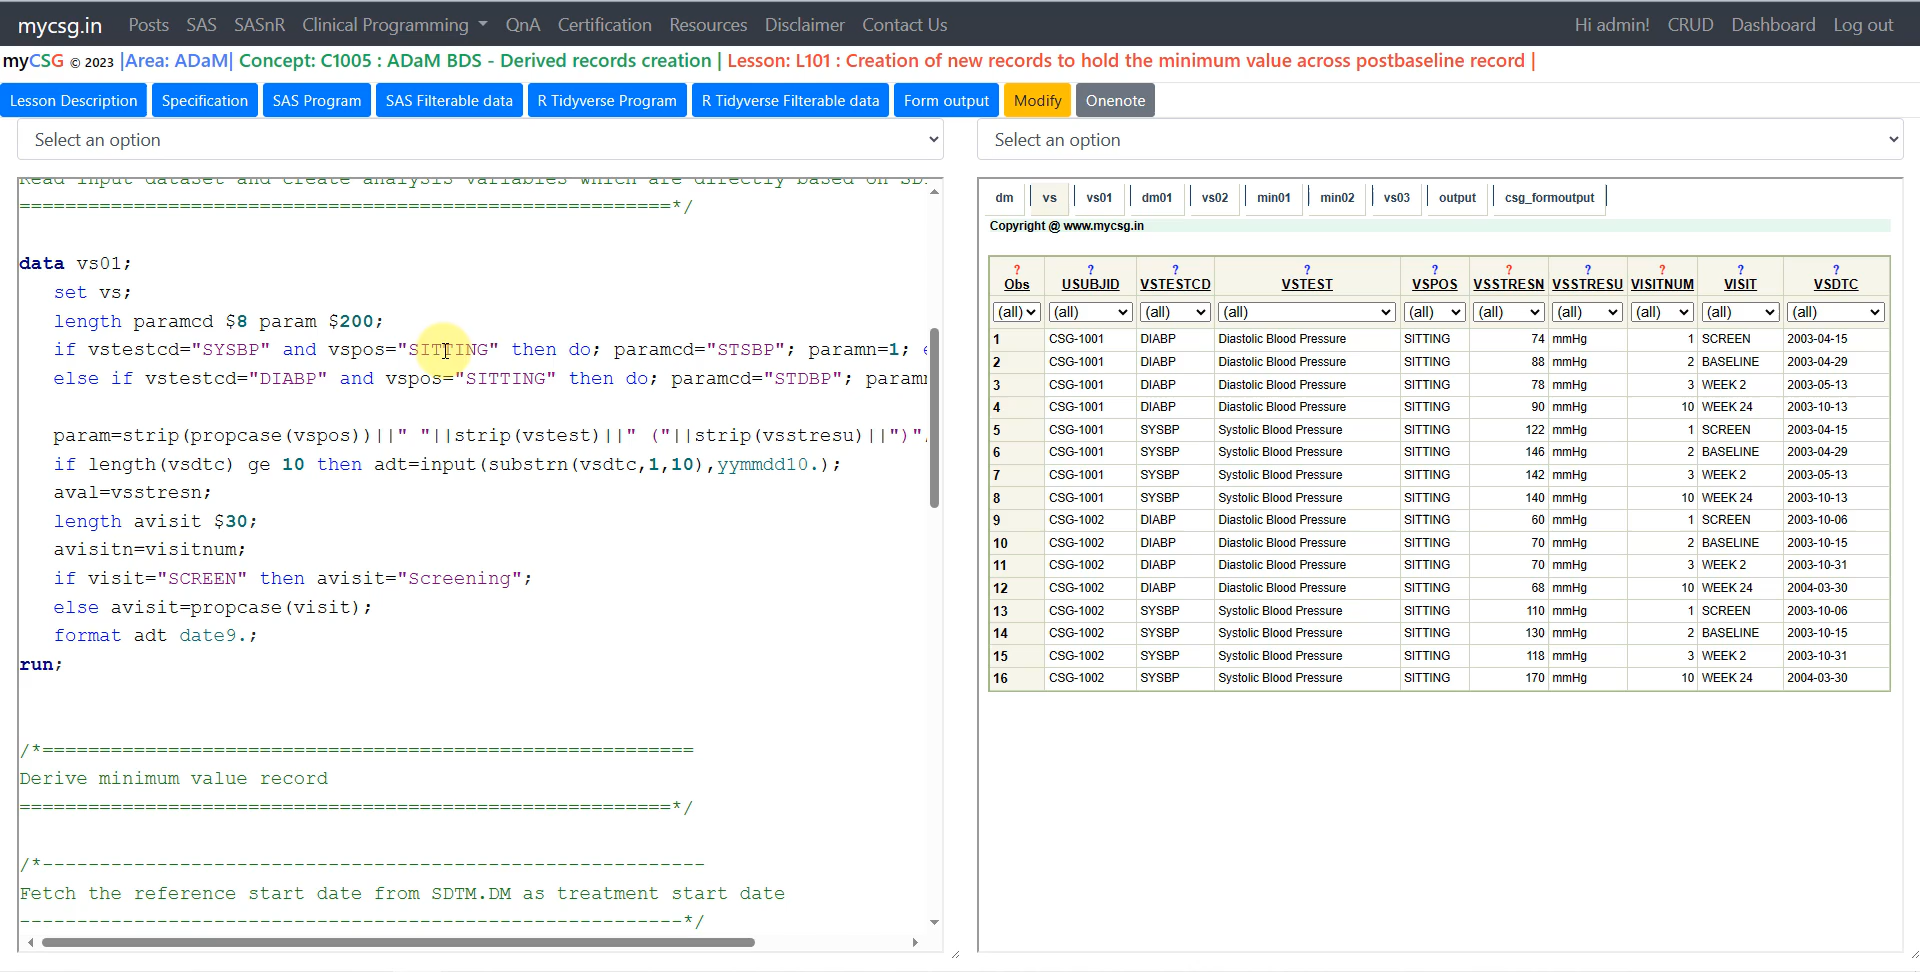 mycsg.in Posts SAS SASnR Clinical Programming QnA Certification Resources Disclaimer Contact Us Hi admin! CRUD Dashboard Log out
myCSG © 2023 |Area: ADaM| Concept: C1005 : ADaM BDS - Derived records creation | Lesson: L101 : Creation of new records to hold the minimum value across postbaseline record |
Lesson Description Specification SAS Program SAS Filterable data R Tidyverse Program R Tidyverse Filterable data Form output Modify Onenote
Select an option
Read input dataset and create analysis variables which are directly based on
=======================================================*/
data vs01;
set vs;
length paramcd $8 param $200;
if vstestcd="SYSBP" and vspos="SITTING" then do; paramcd="STSBP"; paramn=1;
else if vstestcd="DIABP" and vspos="SITTING" then do; paramcd="STDBP"; param
param=strip(propcase(vspos))||" "||strip(vstest)||" ("||strip(vsstresu)||")"
if length(vsdtc) ge 10 then adt=input(substrn(vsdtc,1,10),yymmdd10.);
aval=vsstresn;
length avisit $30;
avisitn=visitnum;
if visit="SCREEN" then avisit="Screening";
else avisit=propcase(visit);
format adt date9.;
run;
/*=======================================================
Derive minimum value record
=======================================================*/
/*--------------------------------------------------------
Fetch the reference start date from SDTM.DM as treatment start date
--------------------------------------------------------*/
Select an option
dm vs vs01 dm01 vs02 min01 min02 vs03 output csg_formoutput
Copyright @ www.mycsg.in
? ? ? ? ? ? ? ? ? ?
Obs USUBJID VSTESTCD VSTEST VSPOS VSSTRESN VSSTRESU VISITNUM VISIT VSDTC
(all) (all) (all) (all) (all) (all) (all) (all) (all) (all)
1 CSG-1001 DIABP Diastolic Blood Pressure SITTING 74 mmHg 1 SCREEN 2003-04-15
2 CSG-1001 DIABP Diastolic Blood Pressure SITTING 88 mmHg 2 BASELINE 2003-04-29
3 CSG-1001 DIABP Diastolic Blood Pressure SITTING 78 mmHg 3 WEEK 2 2003-05-13
4 CSG-1001 DIABP Diastolic Blood Pressure SITTING 90 mmHg 10 WEEK 24 2003-10-13
5 CSG-1001 SYSBP Systolic Blood Pressure SITTING 122 mmHg 1 SCREEN 2003-04-15
6 CSG-1001 SYSBP Systolic Blood Pressure SITTING 146 mmHg 2 BASELINE 2003-04-29
7 CSG-1001 SYSBP Systolic Blood Pressure SITTING 142 mmHg 3 WEEK 2 2003-05-13
8 CSG-1001 SYSBP Systolic Blood Pressure SITTING 140 mmHg 10 WEEK 24 2003-10-13
9 CSG-1002 DIABP Diastolic Blood Pressure SITTING 60 mmHg 1 SCREEN 2003-10-06
10 CSG-1002 DIABP Diastolic Blood Pressure SITTING 70 mmHg 2 BASELINE 2003-10-15
11 CSG-1002 DIABP Diastolic Blood Pressure SITTING 70 mmHg 3 WEEK 2 2003-10-31
12 CSG-1002 DIABP Diastolic Blood Pressure SITTING 68 mmHg 10 WEEK 24 2004-03-30
13 CSG-1002 SYSBP Systolic Blood Pressure SITTING 110 mmHg 1 SCREEN 2003-10-06
14 CSG-1002 SYSBP Systolic Blood Pressure SITTING 130 mmHg 2 BASELINE 2003-10-15
15 CSG-1002 SYSBP Systolic Blood Pressure SITTING 118 mmHg 3 WEEK 2 2003-10-31
16 CSG-1002 SYSBP Systolic Blood Pressure SITTING 170 mmHg 10 WEEK 24 2004-03-30